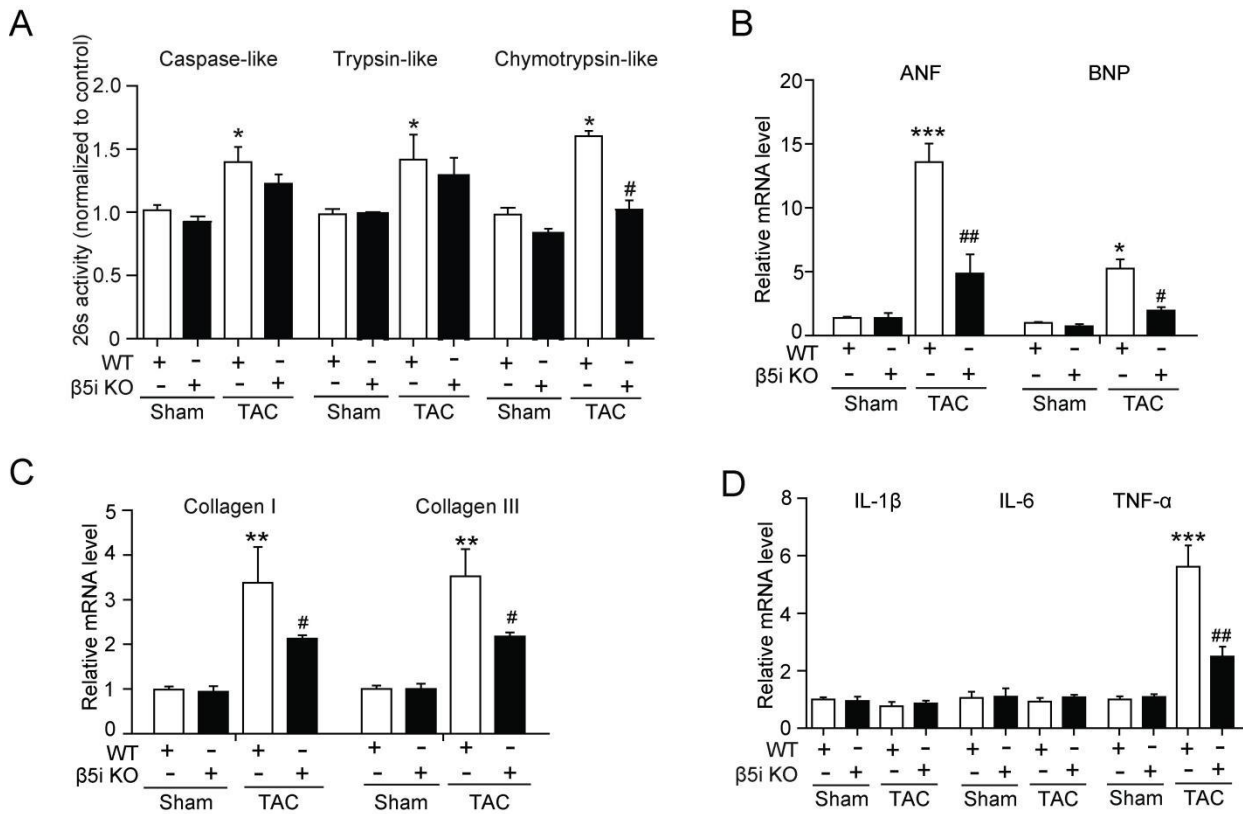 A
Caspase-like Trypsin-like Chymotrypsin-like
26s activity (normalized to control)
2.0
1.5
1.0
0.5
0
* * * #
WT + - + - + - + - + - + -
β5i KO - + - + - + - + - + - +
Sham TAC Sham TAC Sham TAC
B
ANF BNP
Relative mRNA level
20
15
10
5
0
*** ## * #
WT + - + - + - + -
β5i KO - + - + - + - +
Sham TAC Sham TAC
C
Collagen I Collagen III
Relative mRNA level
5
4
3
2
1
0
** # ** #
WT + - + - + - + -
β5i KO - + - + - + - +
Sham TAC Sham TAC
D
IL-1β IL-6 TNF-α
Relative mRNA level
8
6
4
2
0
*** ##
WT + - + - + - + - + - + -
β5i KO - + - + - + - + - + - +
Sham TAC Sham TAC Sham TAC